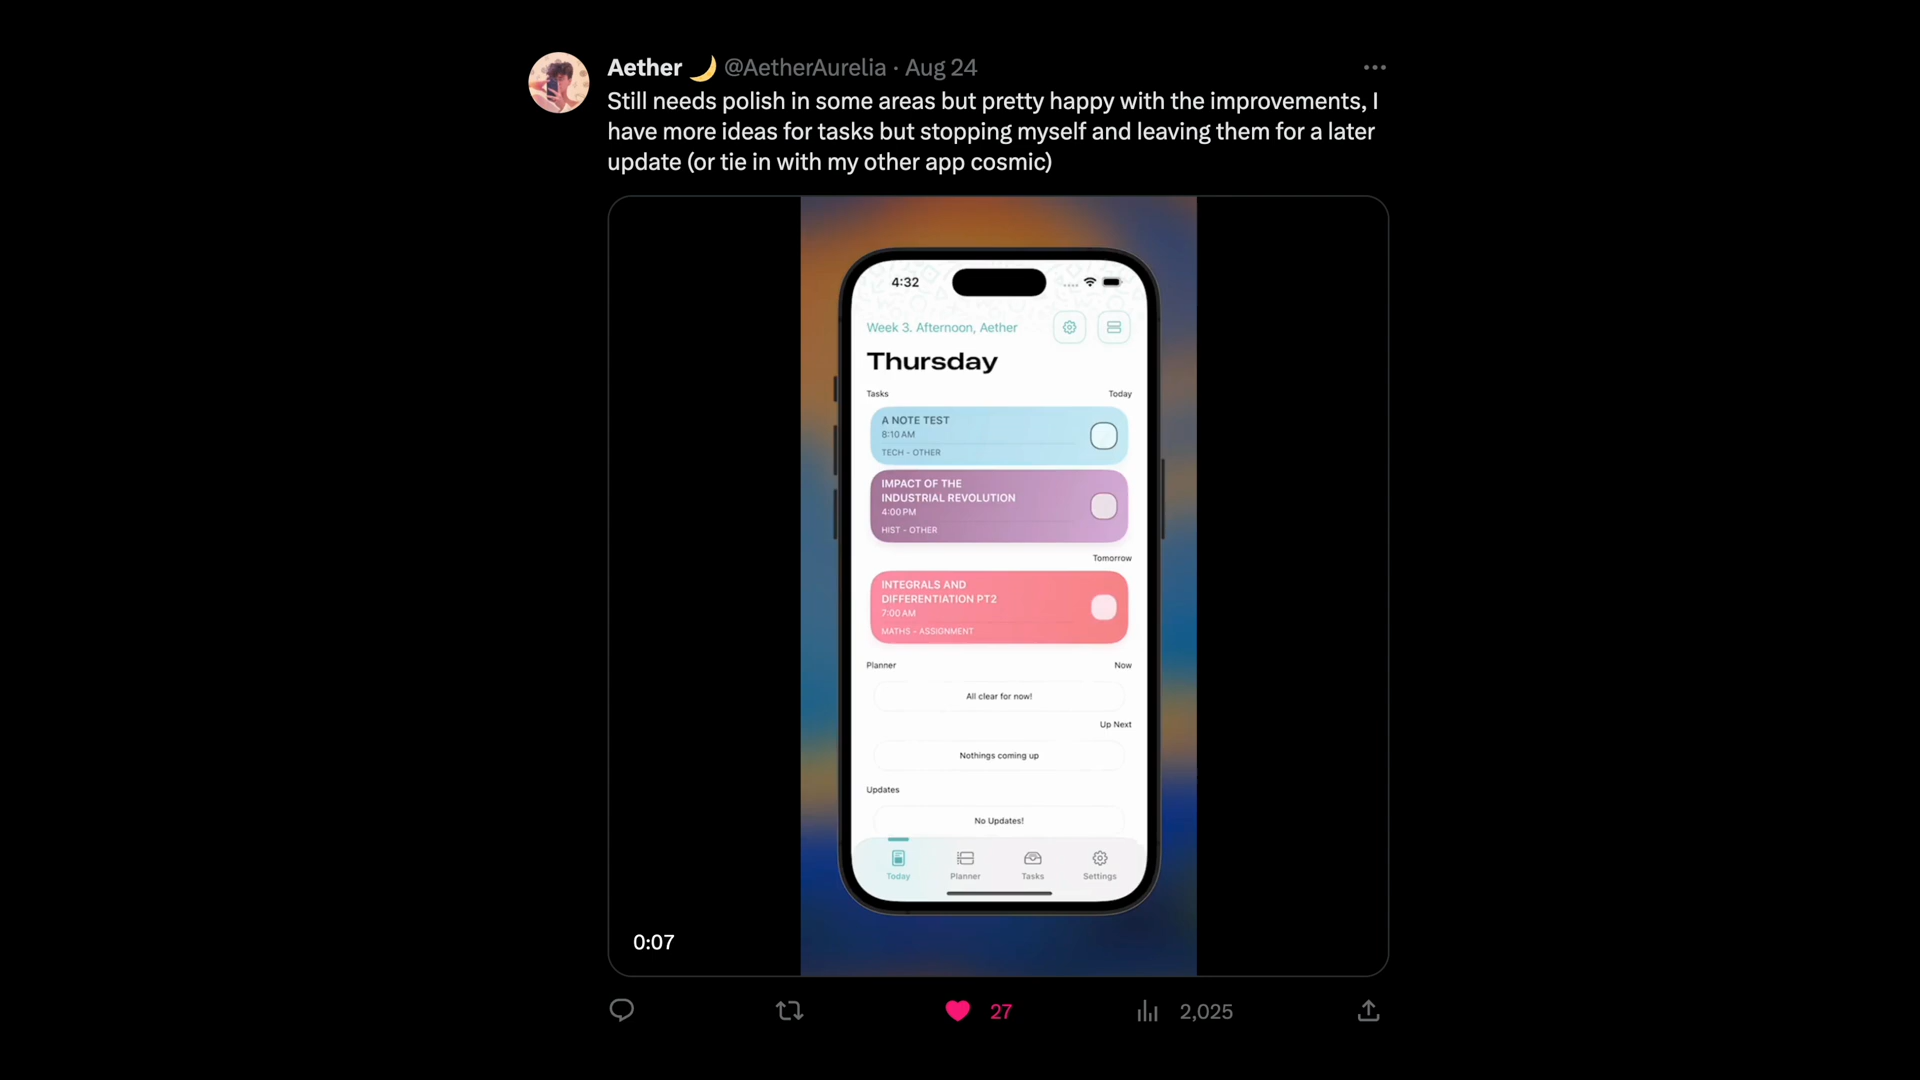 Aether 🌙 @AetherAurelia · Aug 24
Still needs polish in some areas but pretty happy with the improvements, I
have more ideas for tasks but stopping myself and leaving them for a later
update (or tie in with my other app cosmic)
4:32
Week 3. Afternoon, Aether
Thursday
Tasks Today
A NOTE TEST
8:10 AM
TECH - OTHER
IMPACT OF THE
INDUSTRIAL REVOLUTION
4:00 PM
HIST - OTHER
Tomorrow
INTEGRALS AND
DIFFERENTIATION PT2
7:00 AM
MATHS - ASSIGNMENT
Planner Now
All clear for now!
Up Next
Nothings coming up
Updates
No Updates!
Today Planner Tasks Settings
0:07
27 2,025